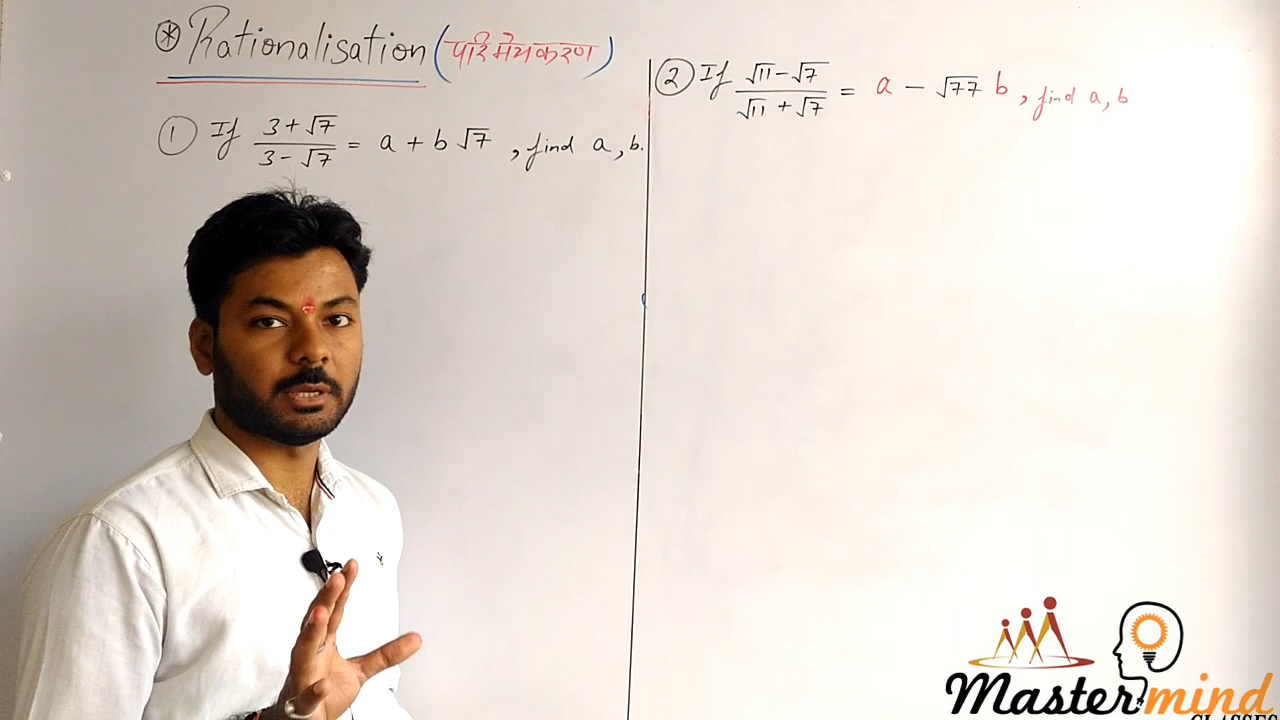 ⊛ Rationalisation (परिमेयकरण)
① If (3+√7)/(3-√7) = a + b√7, find a, b.
② If (√11-√7)/(√11+√7) = a - √77 b, find a, b
Mastermind
CLASSES